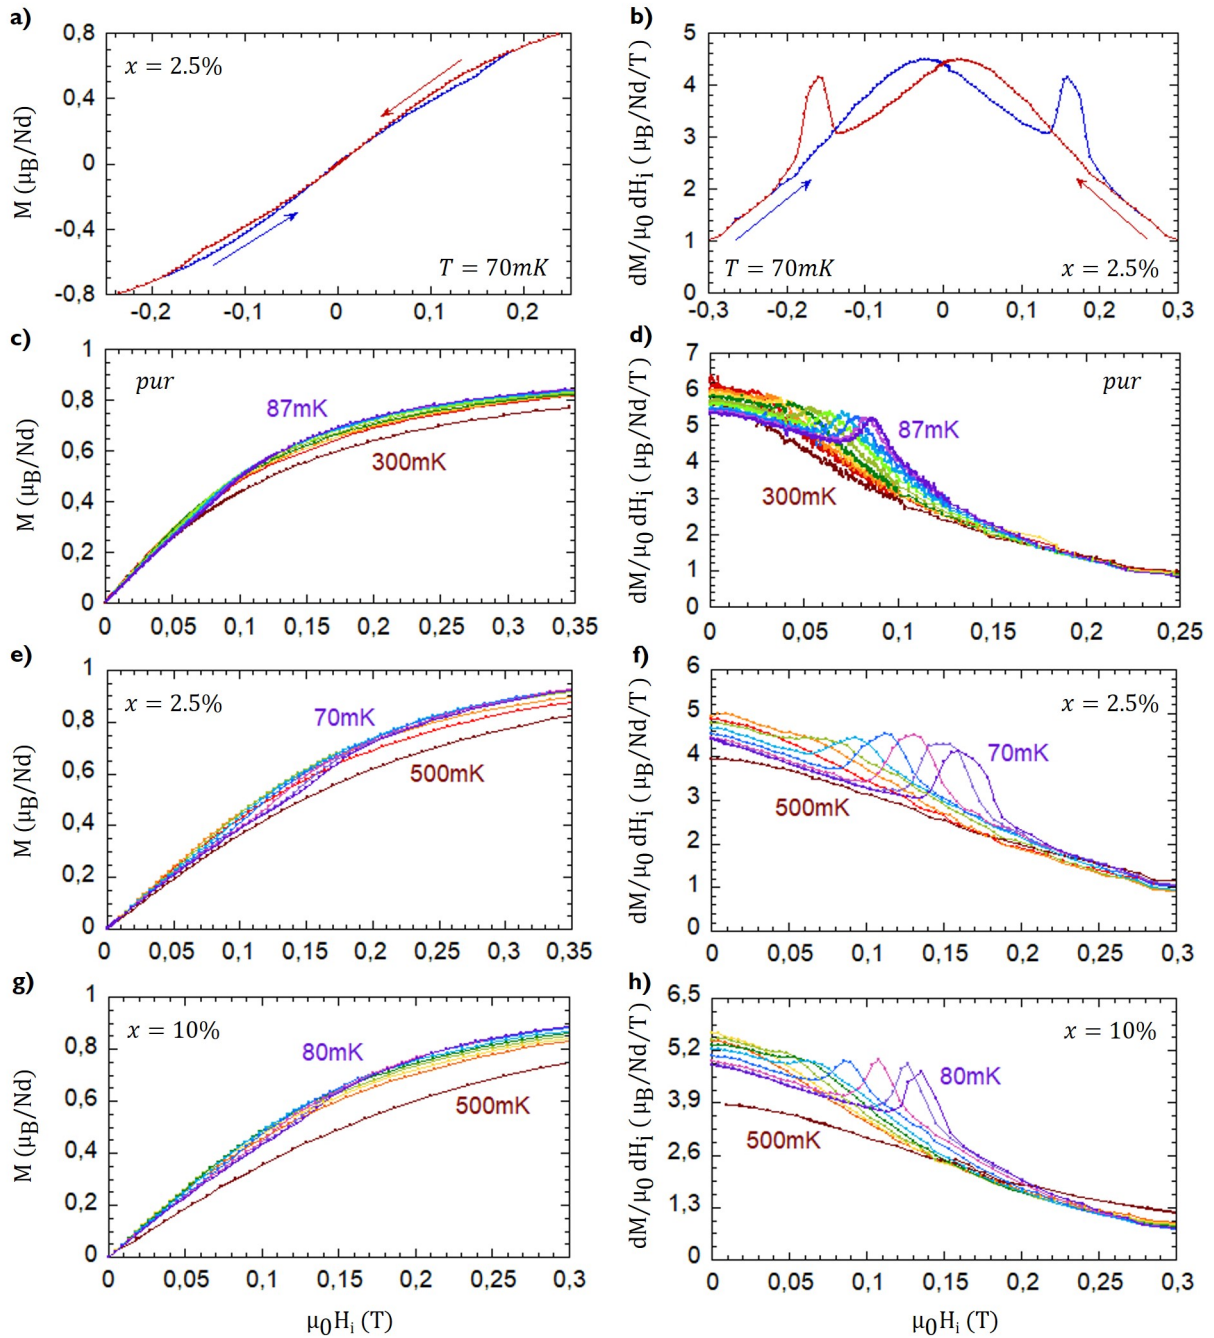 a)
0,8
0,4
0
-0,4
-0,8
M (μB/Nd)
x = 2.5%
T = 70mK
-0,2 -0,1 0 0,1 0,2
b)
5
4
3
2
1
0
dM/μ0 dHi ( μB/Nd/T)
T = 70mK x = 2.5%
-0,3 -0,2 -0,1 0 0,1 0,2 0,3
c)
1
0,8
0,6
0,4
0,2
0
M (μB/Nd)
pur
87mK
300mK
0 0,05 0,1 0,15 0,2 0,25 0,3 0,35
d)
7
6
5
4
3
2
1
0
dM/μ0 dHi ( μB/Nd/T)
pur
87mK
300mK
0 0,05 0,1 0,15 0,2 0,25
e)
1
0,8
0,6
0,4
0,2
0
M (μB/Nd)
x = 2.5%
70mK
500mK
0 0,05 0,1 0,15 0,2 0,25 0,3 0,35
f)
6
5
4
3
2
1
0
dM/μ0 dHi ( μB/Nd/T)
x = 2.5%
70mK
500mK
0 0,05 0,1 0,15 0,2 0,25 0,3
g)
1
0,8
0,6
0,4
0,2
0
M (μB/Nd)
x = 10%
80mK
500mK
0 0,05 0,1 0,15 0,2 0,25 0,3
μ0Hi (T)
h)
6,5
5,2
3,9
2,6
1,3
0
dM/μ0 dHi ( μB/Nd/T)
x = 10%
80mK
500mK
0 0,05 0,1 0,15 0,2 0,25 0,3
μ0Hi (T)